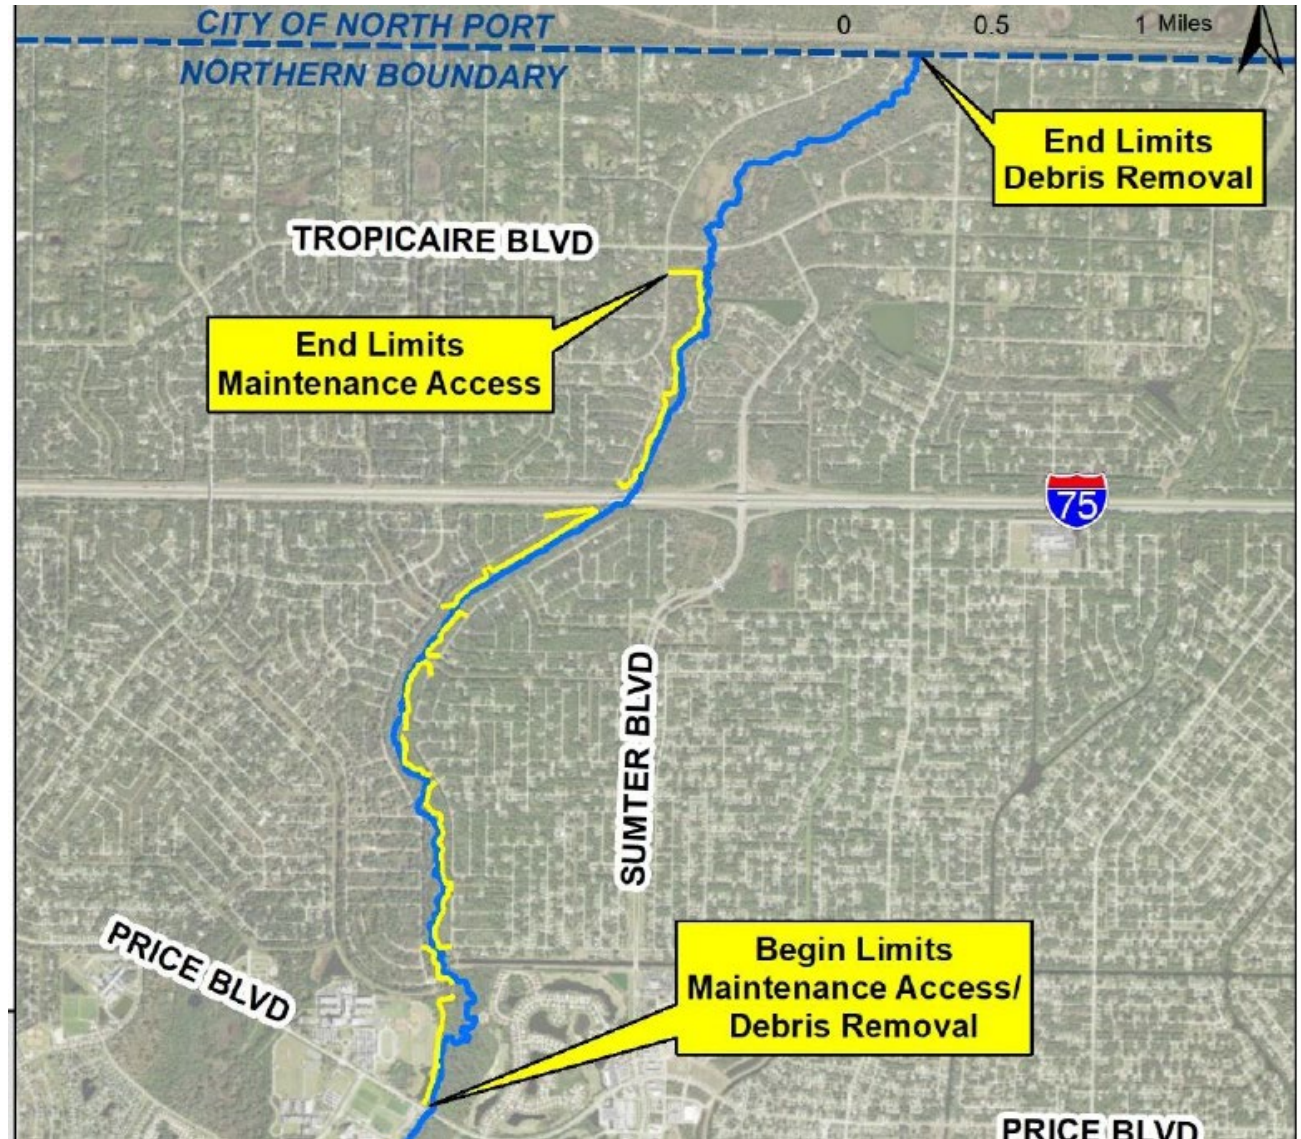 CITY OF NORTH PORT
0 0.5 1 Miles
NORTHERN BOUNDARY
End Limits
Debris Removal
TROPICAIRE BLVD
End Limits
Maintenance Access
75
SUMTER BLVD
PRICE BLVD
Begin Limits
Maintenance Access/
Debris Removal
PRICE BLVD